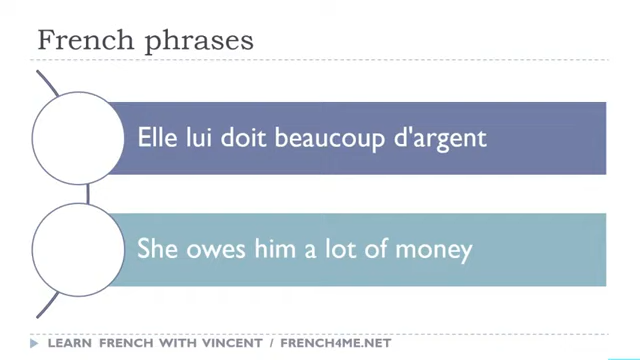 French phrases
Elle lui doit beaucoup d'argent
She owes him a lot of money
LEARN FRENCH WITH VINCENT / FRENCH4ME.NET